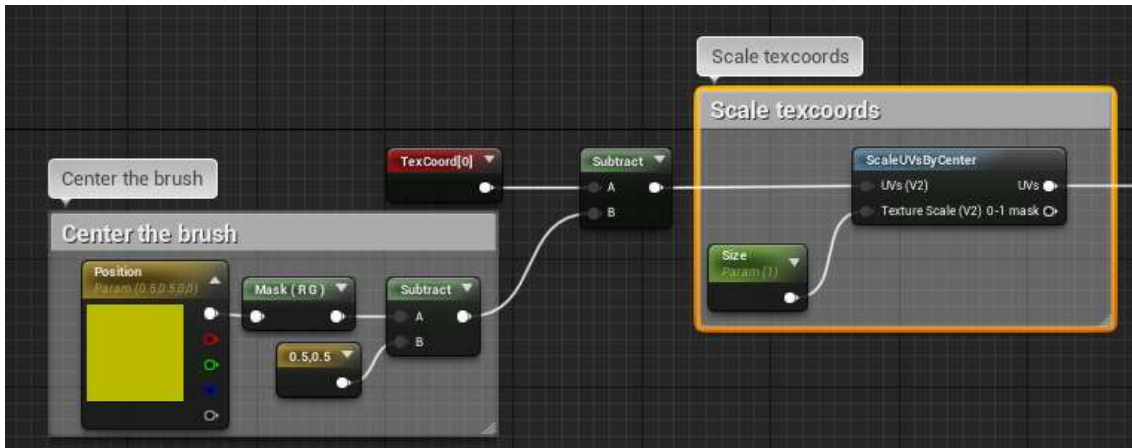 Scale texcoords
Scale texcoords
TexCoord[0]
Subtract
A
B
ScaleUVsByCenter
UVs (V2) UVs
Texture Scale (V2) 0-1 mask
Size
Param (1)
Center the brush
Center the brush
Position
Param (0.5,0.5,0,0)
Mask ( R G )
Subtract
A
B
0.5,0.5